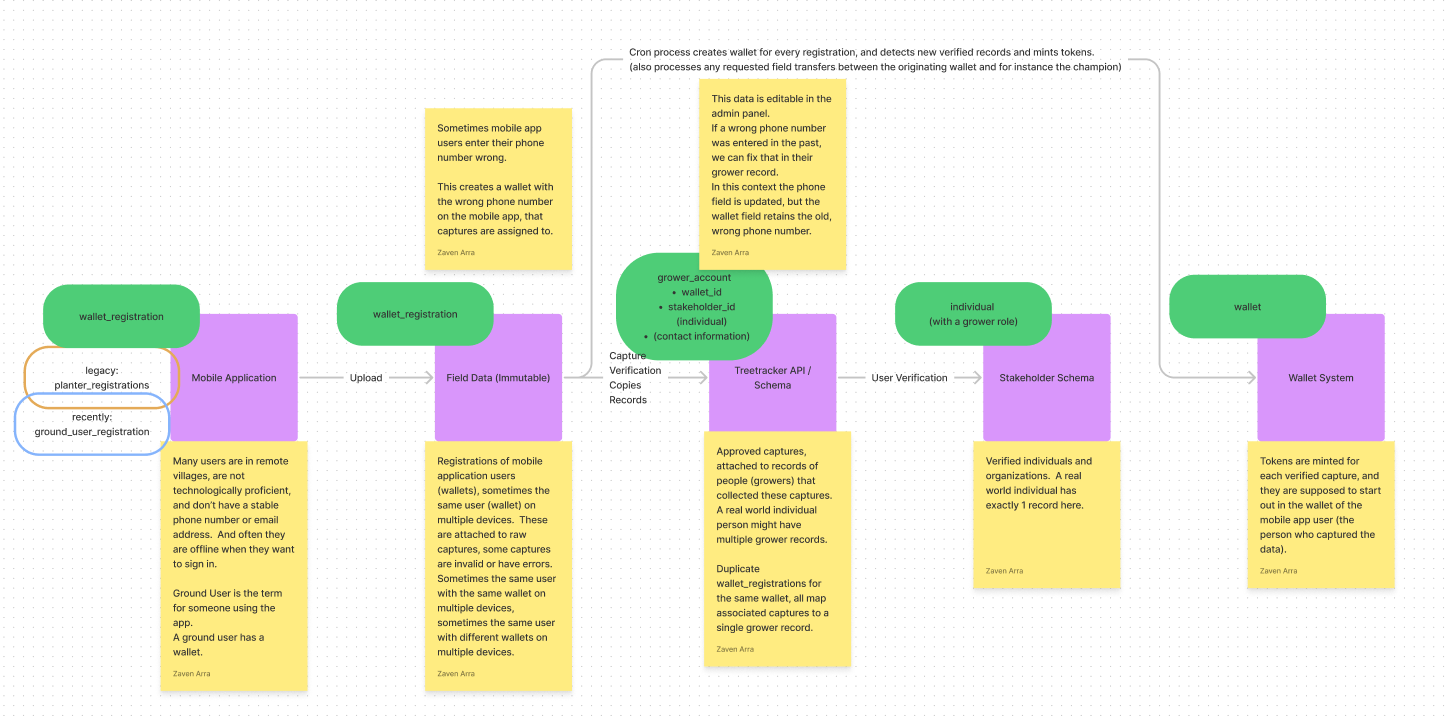 Cron process creates wallet for every registration, and detects new verified records and mints tokens.
(also processes any requested field transfers between the originating wallet and for instance the champion)
Sometimes mobile app
users enter their phone
number wrong.
This creates a wallet with
the wrong phone number
on the mobile app, that
captures are assigned to.
Zaven Arra
This data is editable in the
admin panel.
If a wrong phone number
was entered in the past,
we can fix that in their
grower record.
In this context the phone
field is updated, but the
wallet field retains the old,
wrong phone number.
Zaven Arra
wallet_registration
legacy:
planter_registrations
recently:
ground_user_registration
Mobile Application
Upload
wallet_registration
Field Data (Immutable)
Capture
Verification
Copies
Records
grower_account
• wallet_id
• stakeholder_id
(individual)
• (contact information)
Treetracker API /
Schema
User Verification
individual
(with a grower role)
Stakeholder Schema
wallet
Wallet System
Many users are in remote
villages, are not
technologically proficient,
and don't have a stable
phone number or email
address.  And often they
are offline when they want
to sign in.
Ground User is the term
for someone using the
app.
A ground user has a
wallet.
Zaven Arra
Registrations of mobile
application users
(wallets), sometimes the
same user (wallet) on
multiple devices.  These
are attached to raw
captures, some captures
are invalid or have errors.
Sometimes the same user
with the same wallet on
multiple devices,
sometimes the same user
with different wallets on
multiple devices.
Zaven Arra
Approved captures,
attached to records of
people (growers) that
collected these captures.
A real world individual
person might have
multiple grower records.
Duplicate
wallet_registrations for
the same wallet, all map
associated captures to a
single grower record.
Zaven Arra
Verified individuals and
organizations.  A real
world individual has
exactly 1 record here.
Zaven Arra
Tokens are minted for
each verified capture, and
they are supposed to start
out in the wallet of the
mobile app user (the
person who captured the
data).
Zaven Arra